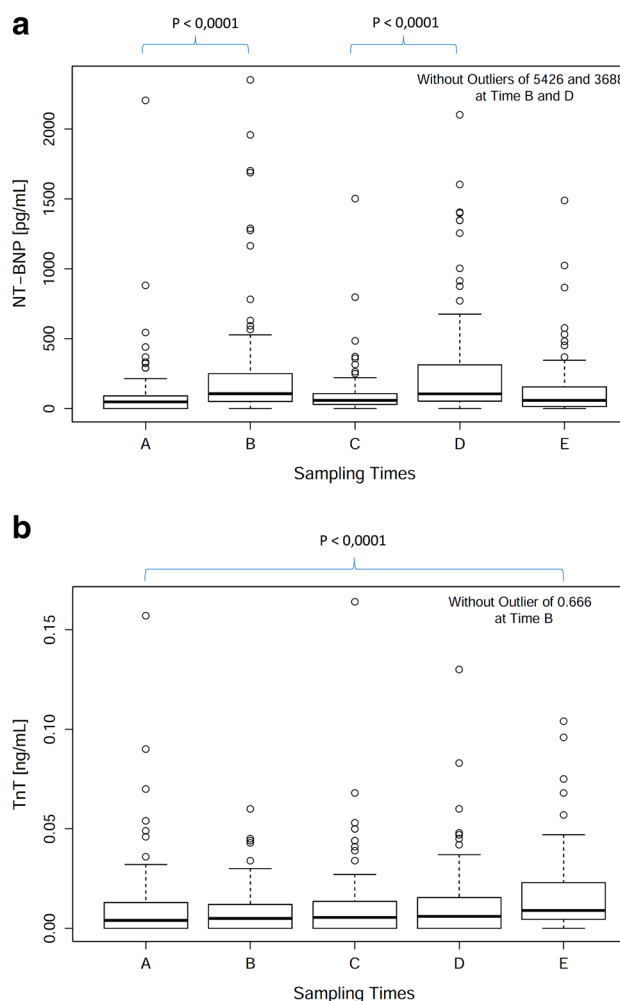 a
P < 0,0001 P < 0,0001
Without Outliers of 5426 and 3688
at Time B and D
NT−BNP [pg/mL]
2000
1500
1000
500
0
A B C D E
Sampling Times
b
P < 0,0001
Without Outlier of 0.666
at Time B
TnT [ng/mL]
0.15
0.10
0.05
0.00
A B C D E
Sampling Times